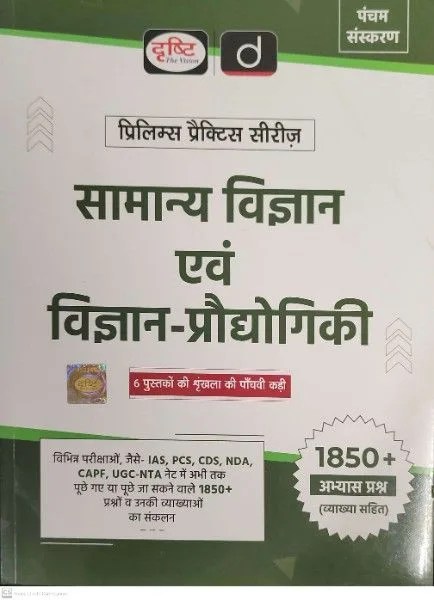 पंचम
संस्करण
दृष्टि
The Vision
d
प्रिलिम्स प्रैक्टिस सीरीज़
सामान्य विज्ञान
एवं
विज्ञान-प्रौद्योगिकी
दृष्टि
6 पुस्तकों की शृंखला की पाँचवी कड़ी
विभिन्न परीक्षाओं, जैसे- IAS, PCS, CDS, NDA,
CAPF, UGC-NTA नेट में अभी तक
पूछे गए या पूछे जा सकने वाले 1850+
प्रश्नों व उनकी व्याख्याओं
का संकलन
1850+
अभ्यास प्रश्न
(व्याख्या सहित)